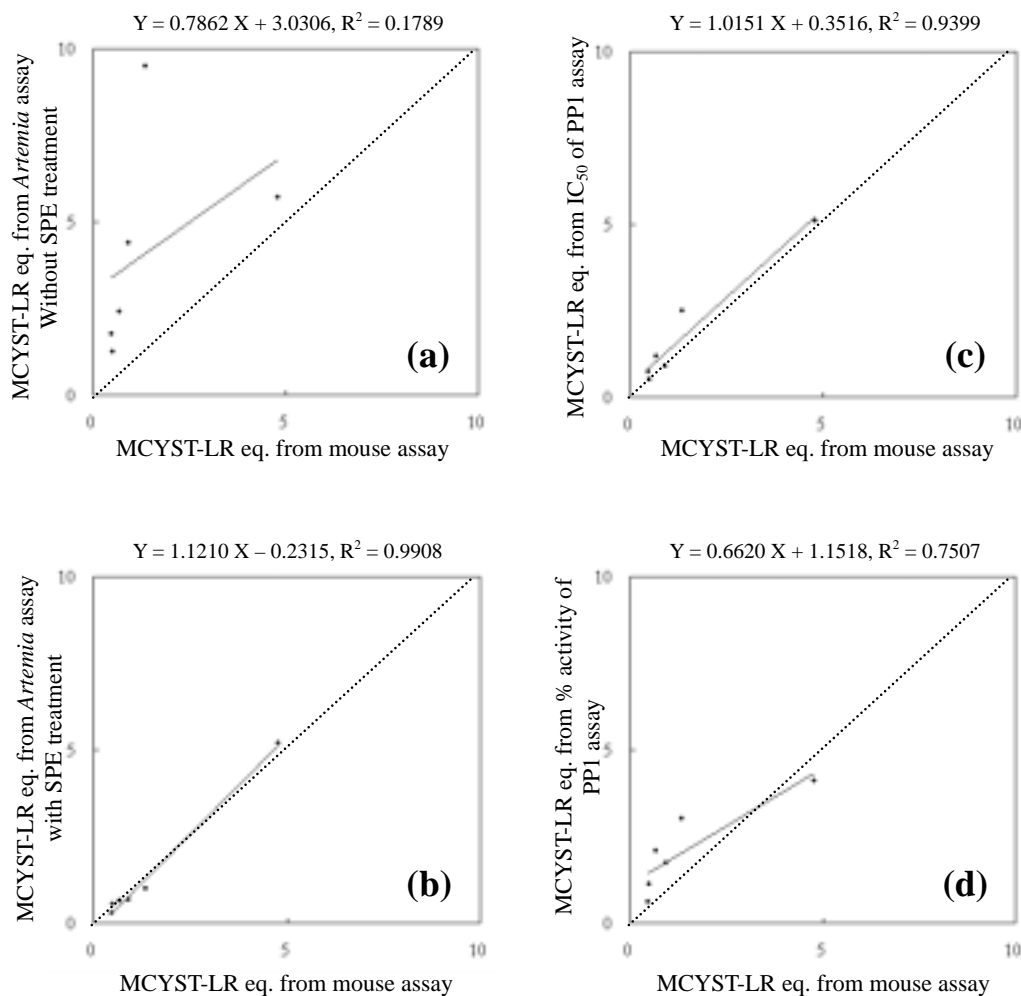 Y = 0.7862 X + 3.0306, R² = 0.1789
MCYST-LR eq. from Artemia assay
Without SPE treatment
10
5
0
0
5
10
(a)
MCYST-LR eq. from mouse assay
Y = 1.0151 X + 0.3516, R² = 0.9399
MCYST-LR eq. from IC₅₀ of PP1 assay
10
5
0
0
5
10
(c)
MCYST-LR eq. from mouse assay
Y = 1.1210 X – 0.2315, R² = 0.9908
MCYST-LR eq. from Artemia assay
with SPE treatment
10
5
0
0
5
10
(b)
MCYST-LR eq. from mouse assay
Y = 0.6620 X + 1.1518, R² = 0.7507
MCYST-LR eq. from % activity of
PP1 assay
10
5
0
0
5
10
(d)
MCYST-LR eq. from mouse assay